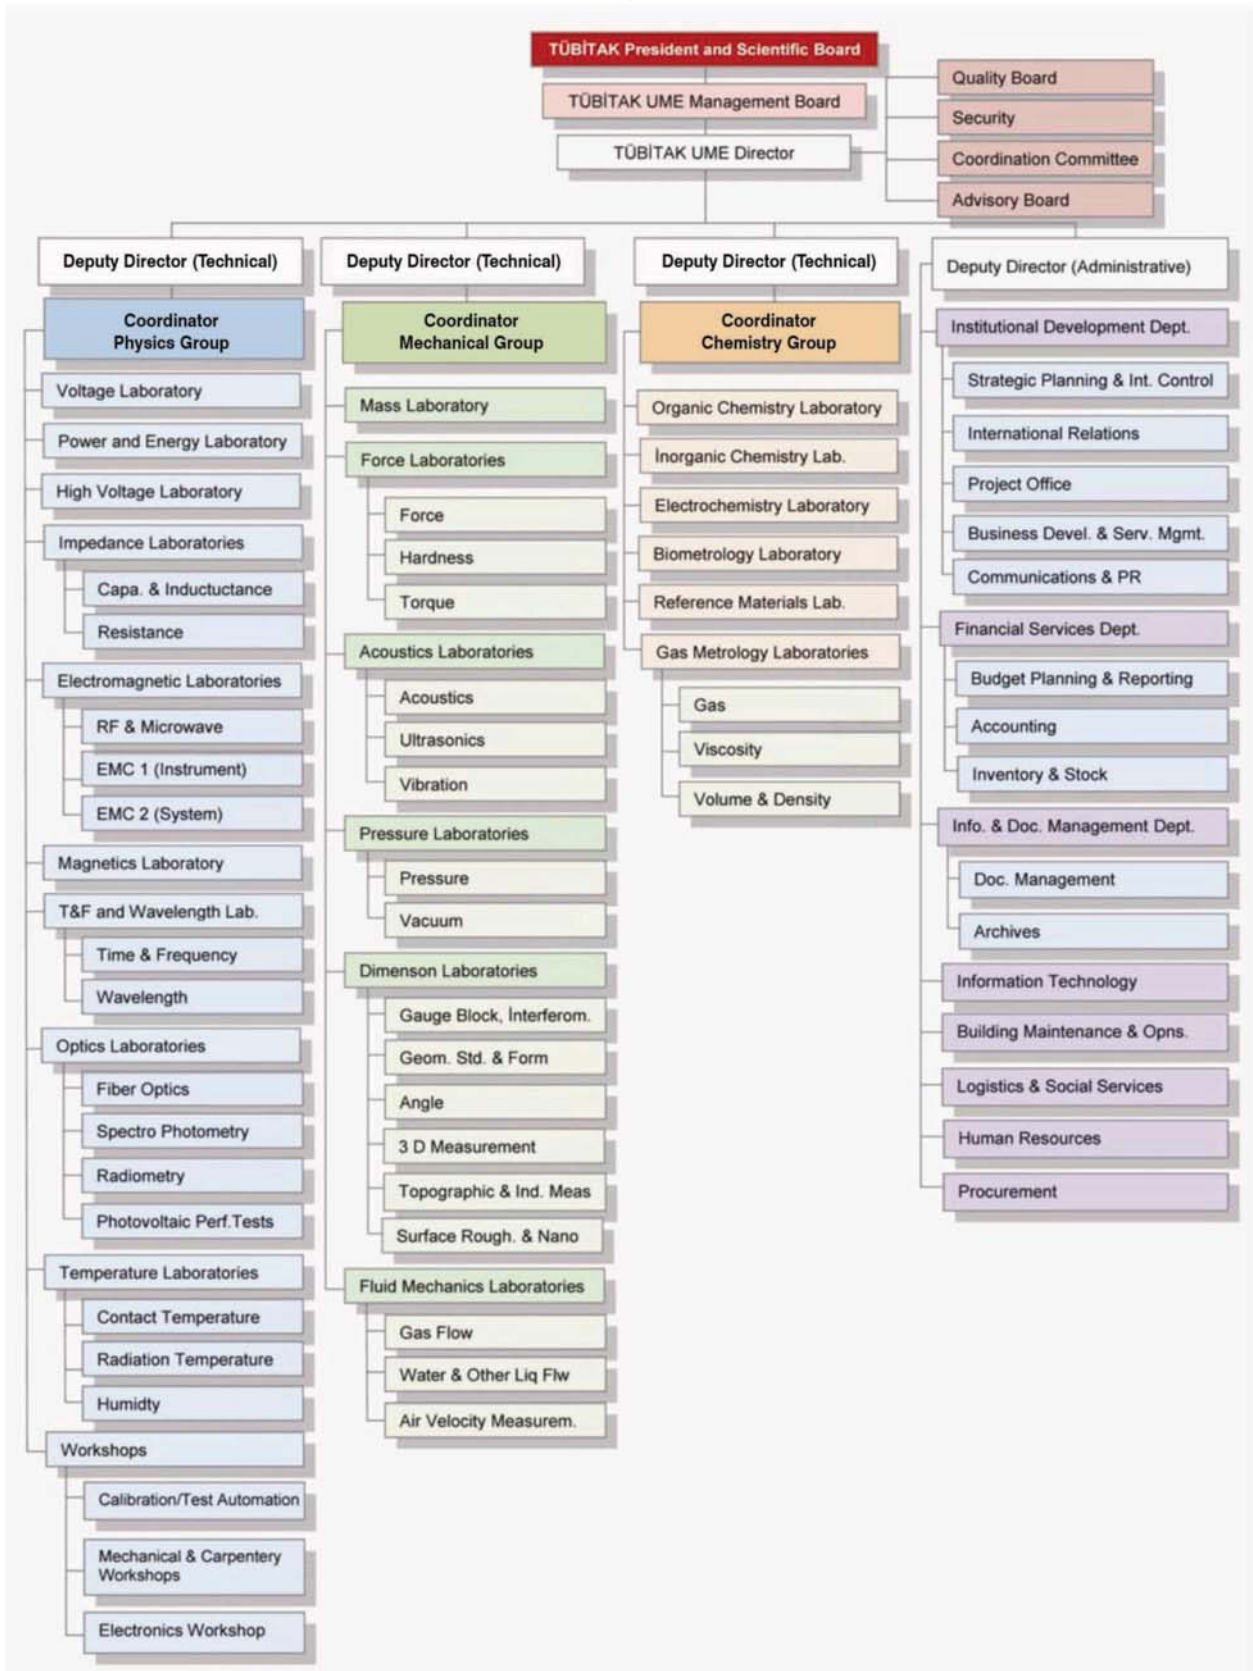 TÜBİTAK President and Scientific Board
TÜBİTAK UME Management Board
TÜBİTAK UME Director
Quality Board
Security
Coordination Committee
Advisory Board
Deputy Director (Technical)
Coordinator
Physics Group
Voltage Laboratory
Power and Energy Laboratory
High Voltage Laboratory
Impedance Laboratories
Capa. & Inductuctance
Resistance
Electromagnetic Laboratories
RF & Microwave
EMC 1 (Instrument)
EMC 2 (System)
Magnetics Laboratory
T&F and Wavelength Lab.
Time & Frequency
Wavelength
Optics Laboratories
Fiber Optics
Spectro Photometry
Radiometry
Photovoltaic Perf.Tests
Temperature Laboratories
Contact Temperature
Radiation Temperature
Humidty
Workshops
Calibration/Test Automation
Mechanical & Carpentery
Workshops
Electronics Workshop
Deputy Director (Technical)
Coordinator
Mechanical Group
Mass Laboratory
Force Laboratories
Force
Hardness
Torque
Acoustics Laboratories
Acoustics
Ultrasonics
Vibration
Pressure Laboratories
Pressure
Vacuum
Dimenson Laboratories
Gauge Block, İnterferom.
Geom. Std. & Form
Angle
3 D Measurement
Topographic & Ind. Meas
Surface Rough. & Nano
Fluid Mechanics Laboratories
Gas Flow
Water & Other Liq Flw
Air Velocity Measurem.
Deputy Director (Technical)
Coordinator
Chemistry Group
Organic Chemistry Laboratory
İnorganic Chemistry Lab.
Electrochemistry Laboratory
Biometrology Laboratory
Reference Materials Lab.
Gas Metrology Laboratories
Gas
Viscosity
Volume & Density
Deputy Director (Administrative)
Institutional Development Dept.
Strategic Planning & Int. Control
International Relations
Project Office
Business Devel. & Serv. Mgmt.
Communications & PR
Financial Services Dept.
Budget Planning & Reporting
Accounting
Inventory & Stock
Info. & Doc. Management Dept.
Doc. Management
Archives
Information Technology
Building Maintenance & Opns.
Logistics & Social Services
Human Resources
Procurement